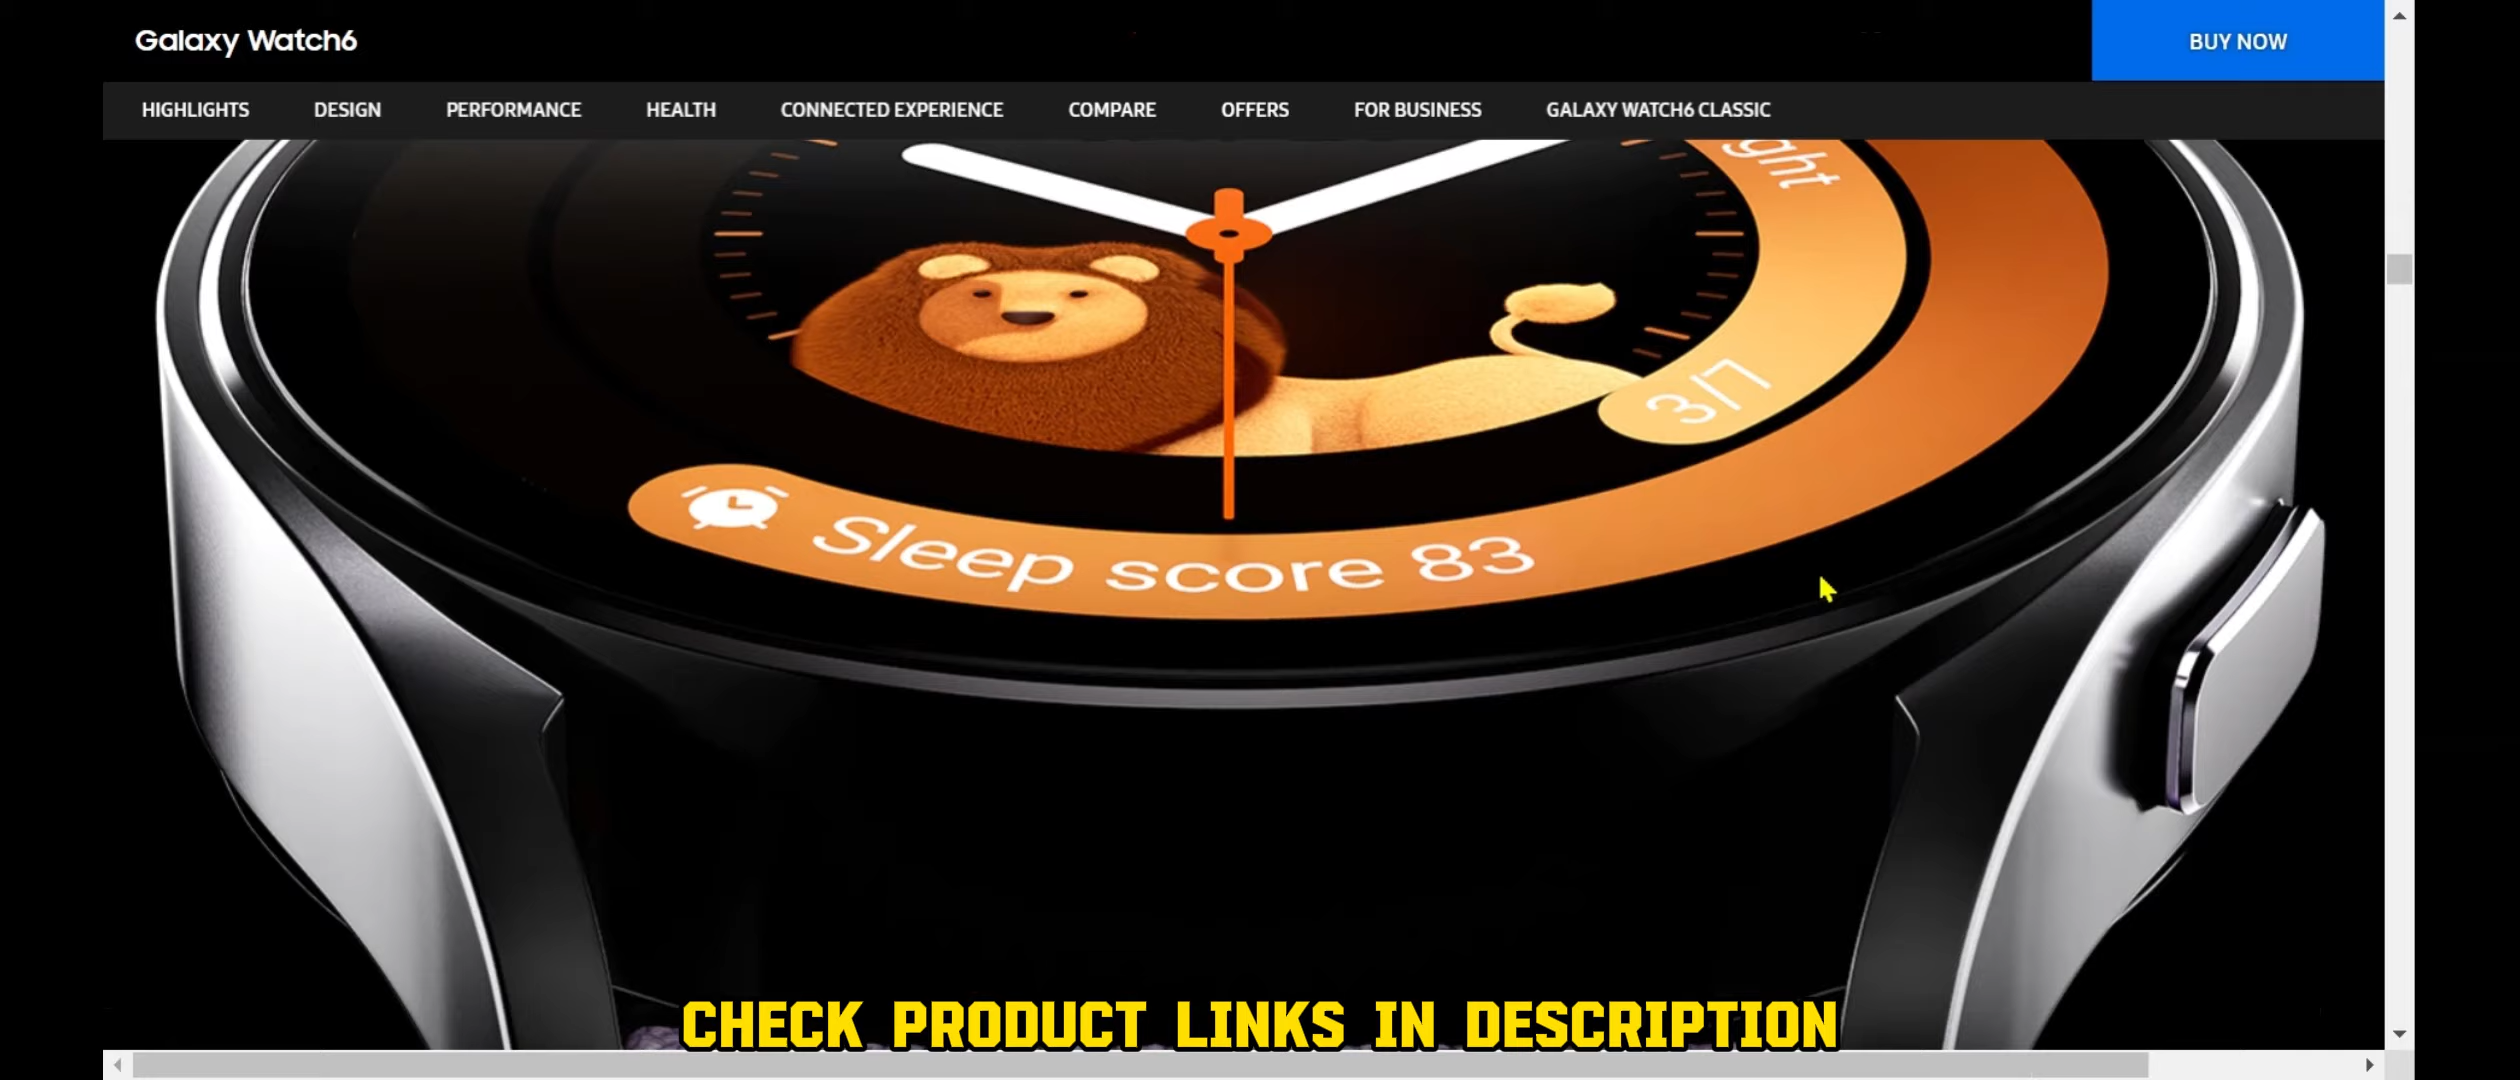 Galaxy Watch6
BUY NOW
HIGHLIGHTS DESIGN PERFORMANCE HEALTH CONNECTED EXPERIENCE COMPARE OFFERS FOR BUSINESS GALAXY WATCH6 CLASSIC
3/7
Sleep score 83
CHECK PRODUCT LINKS IN DESCRIPTION